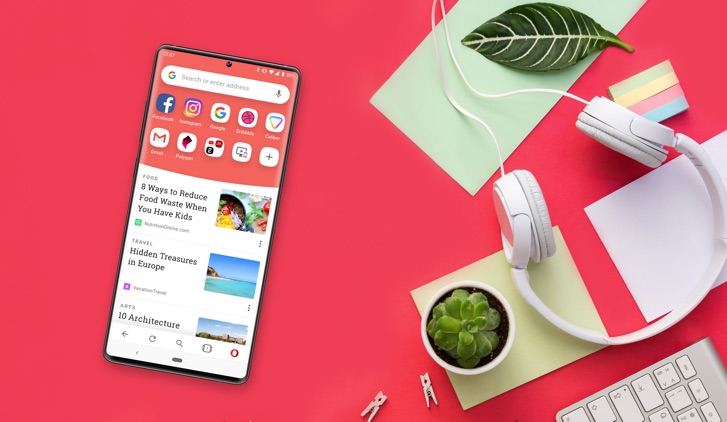 Search or enter address
Facebook
Instagram
Google
Dribbble
Caliber
Gmail
Polygon
FOOD
8 Ways to Reduce
Food Waste When
You Have Kids
NutritionOnline.com
TRAVEL
Hidden Treasures
in Europe
VacationTravel
ARTS
10 Architecture